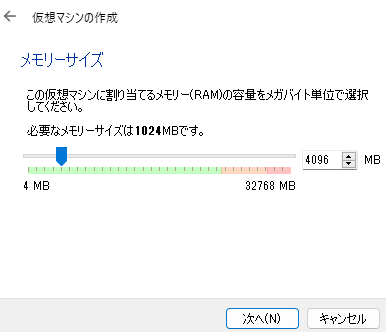 仮想マシンの作成
メモリーサイズ
この仮想マシンに割り当てるメモリー(RAM)の容量をメガバイト単位で選択
してください。
必要なメモリーサイズは1024MBです。
4096 MB
4 MB 32768 MB
次へ(N) キャンセル